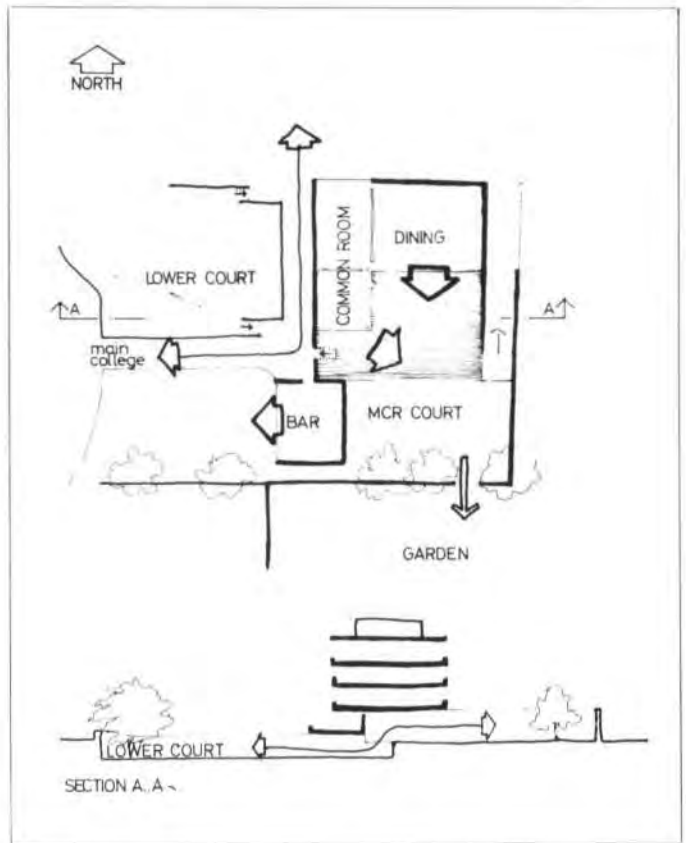 NORTH
COMMON ROOM
DINING
LOWER COURT
A
A
main
college
BAR
MCR COURT
GARDEN
LOWER COURT
SECTION A..A